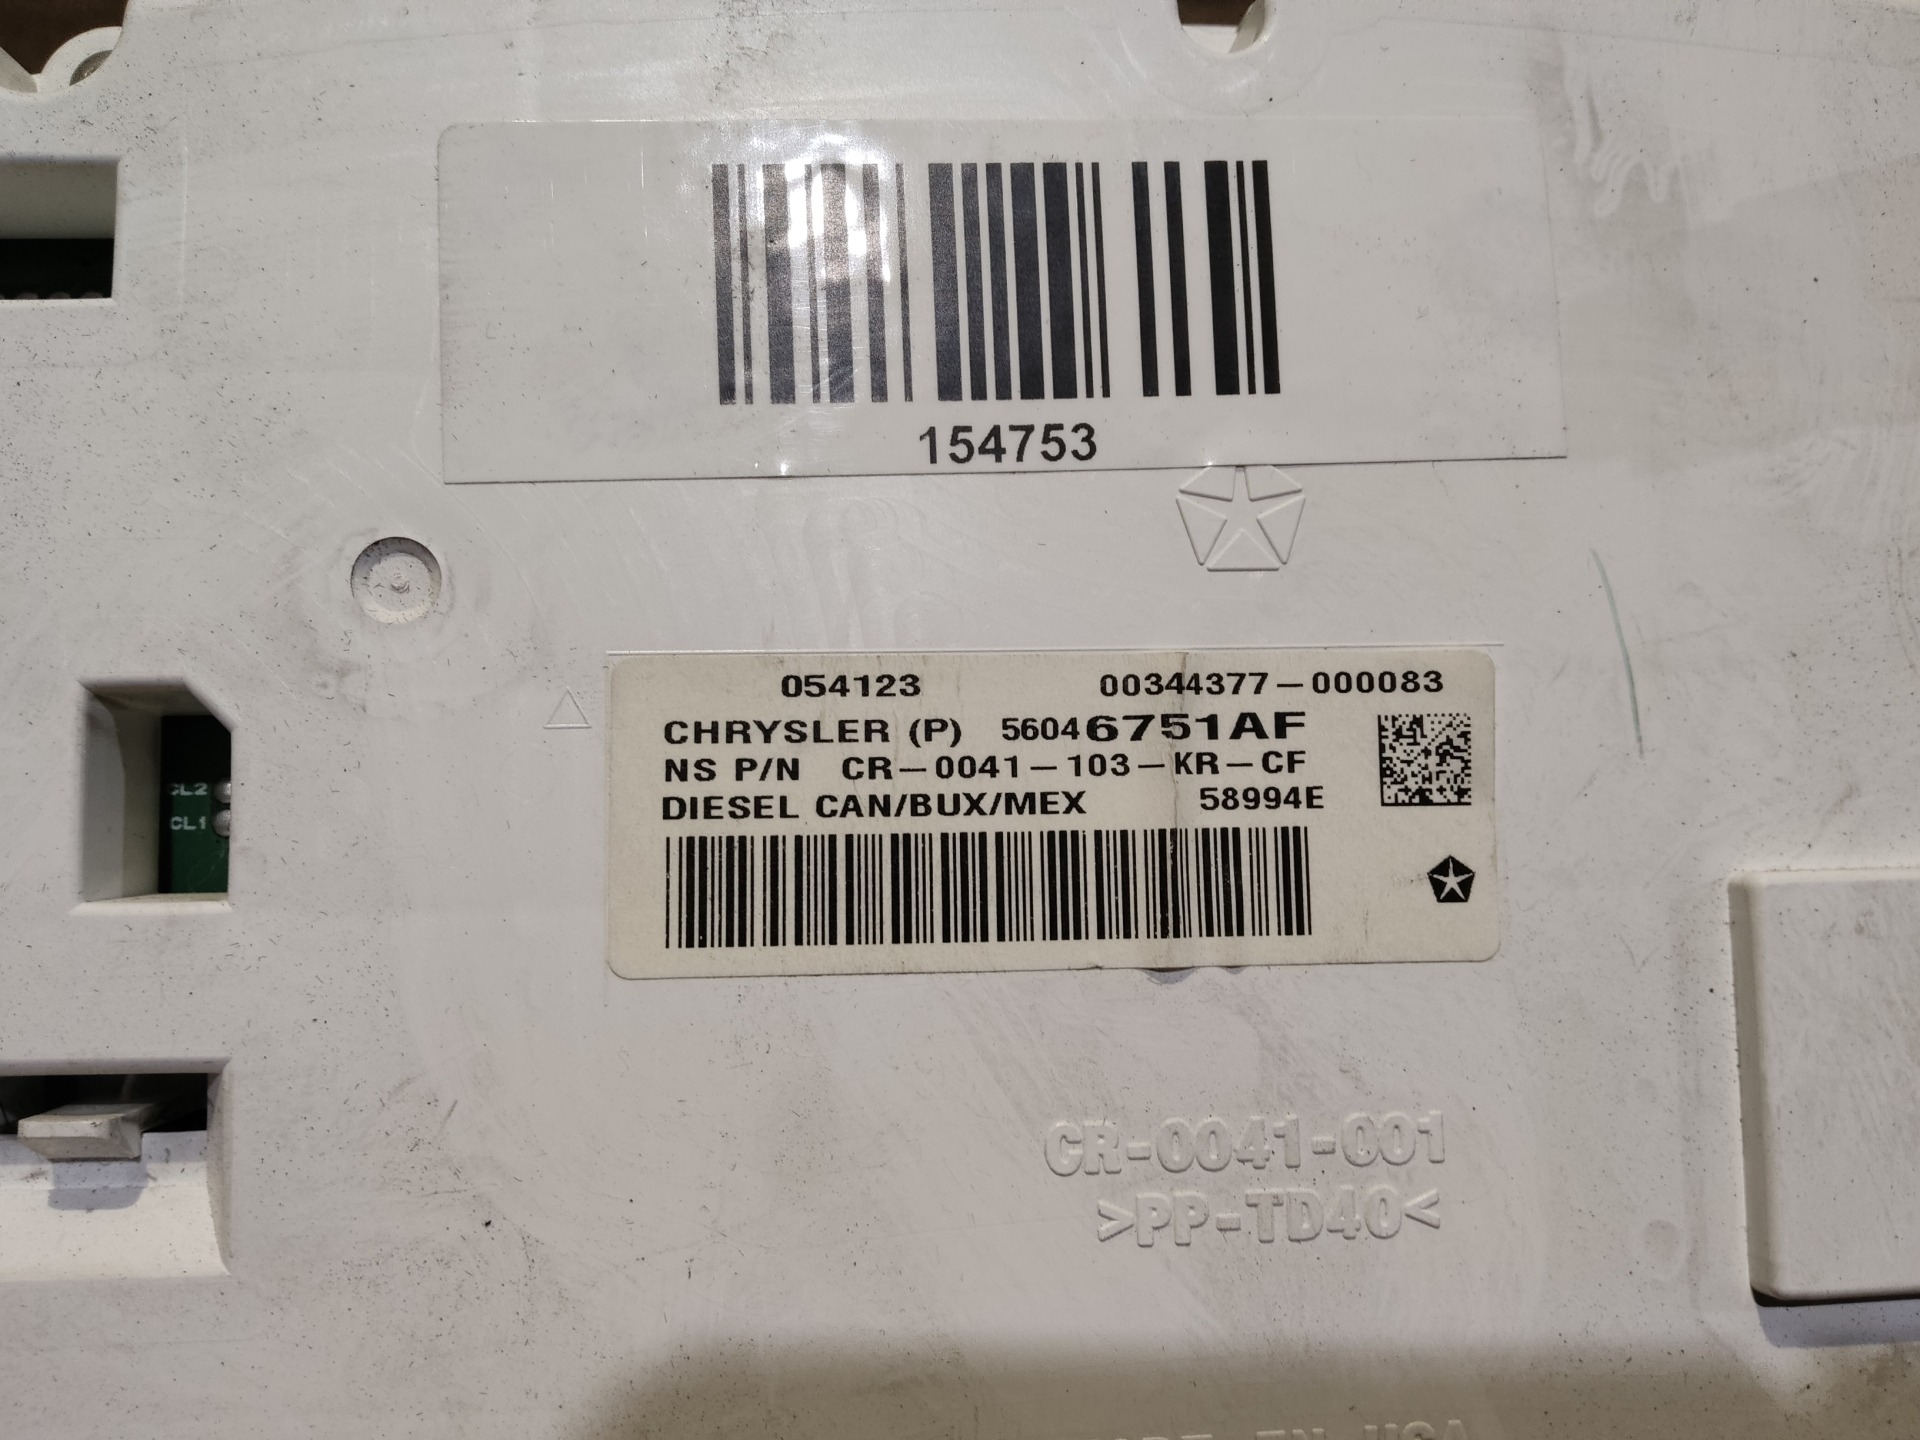 154753
054123 00344377-000083
CHRYSLER (P) 56046751AF
NS P/N CR-0041-103-KR-CF
DIESEL CAN/BUX/MEX 58994E
CL2
CL1
CR-0041-001
>PP-TD40<